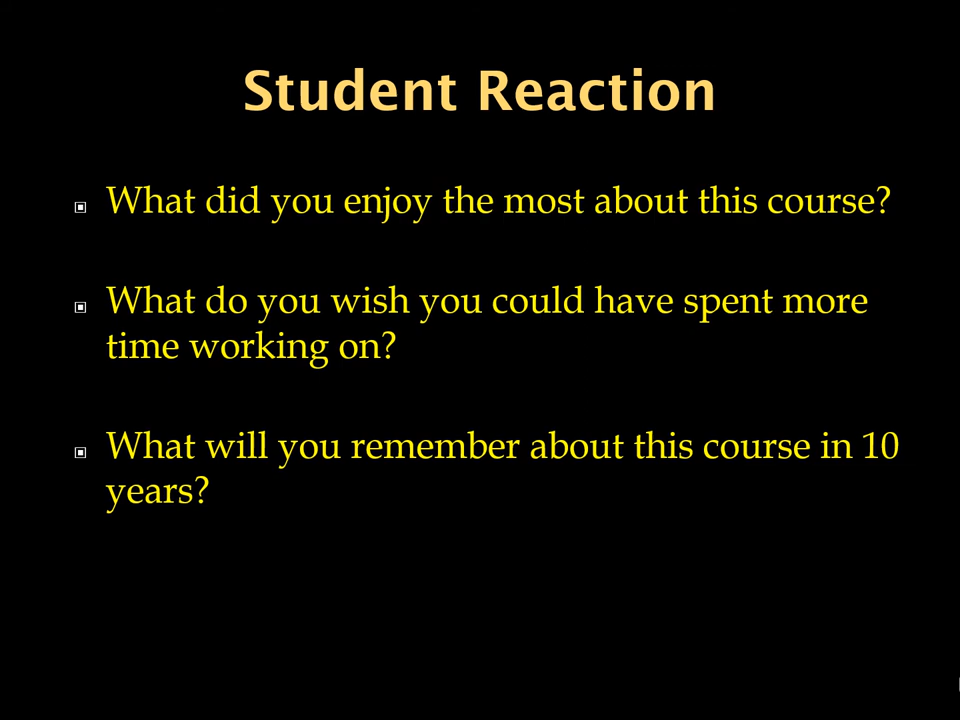 Student Reaction
What did you enjoy the most about this course?
What do you wish you could have spent more
time working on?
What will you remember about this course in 10
years?